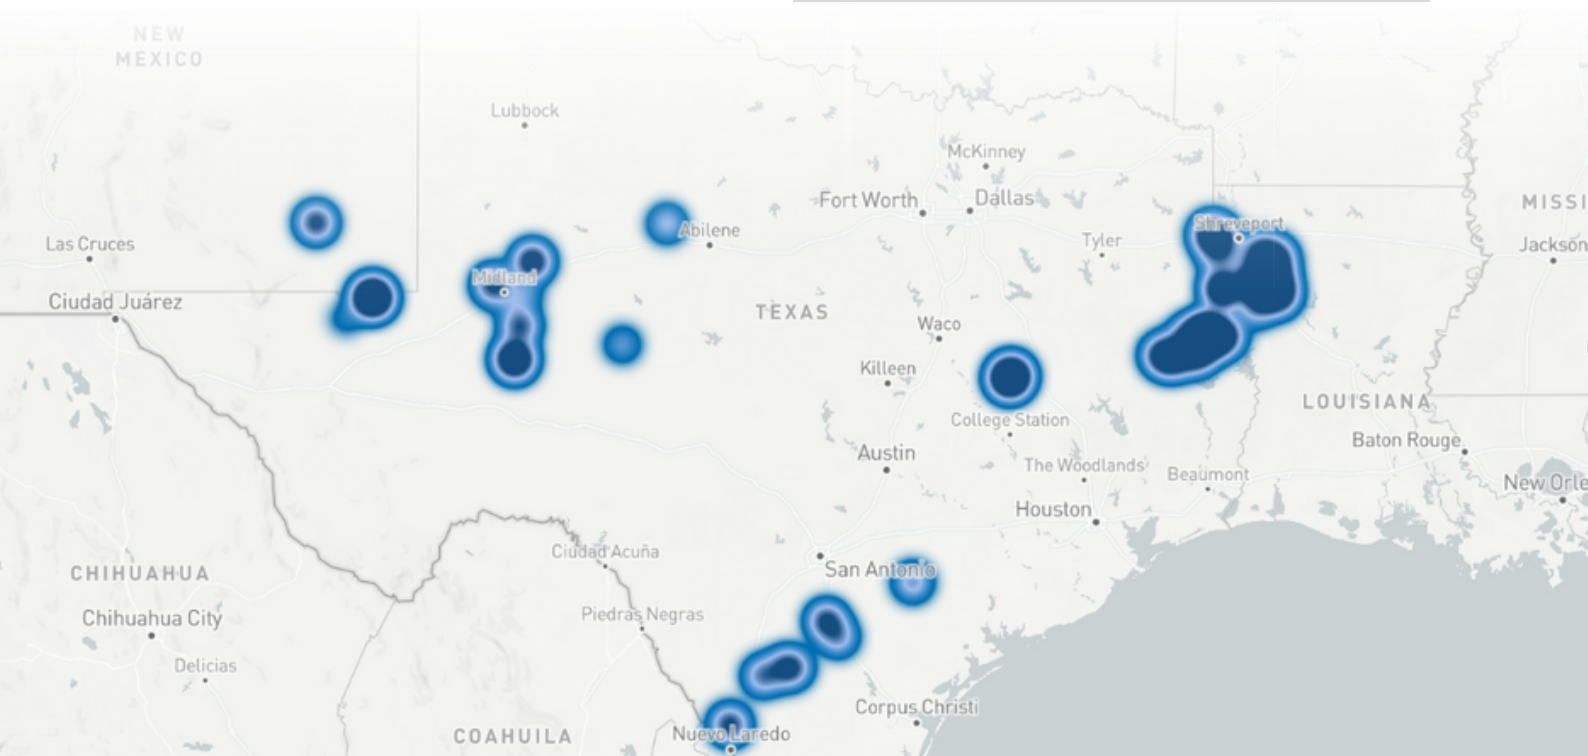 NEW
MEXICO
Lubbock
McKinney
Fort Worth
Dallas
MISSI
Las Cruces
Abilene
Shreveport
Tyler
Jackson
Midland
Ciudad Juárez
TEXAS
Waco
Killeen
LOUISIANA
College Station
Baton Rouge
Austin
The Woodlands
Beaumont
New Orle
Houston
Ciudad Acuña
San Antonio
CHIHUAHUA
Piedras Negras
Chihuahua City
Delicias
Corpus Christi
COAHUILA
Nuevo Laredo